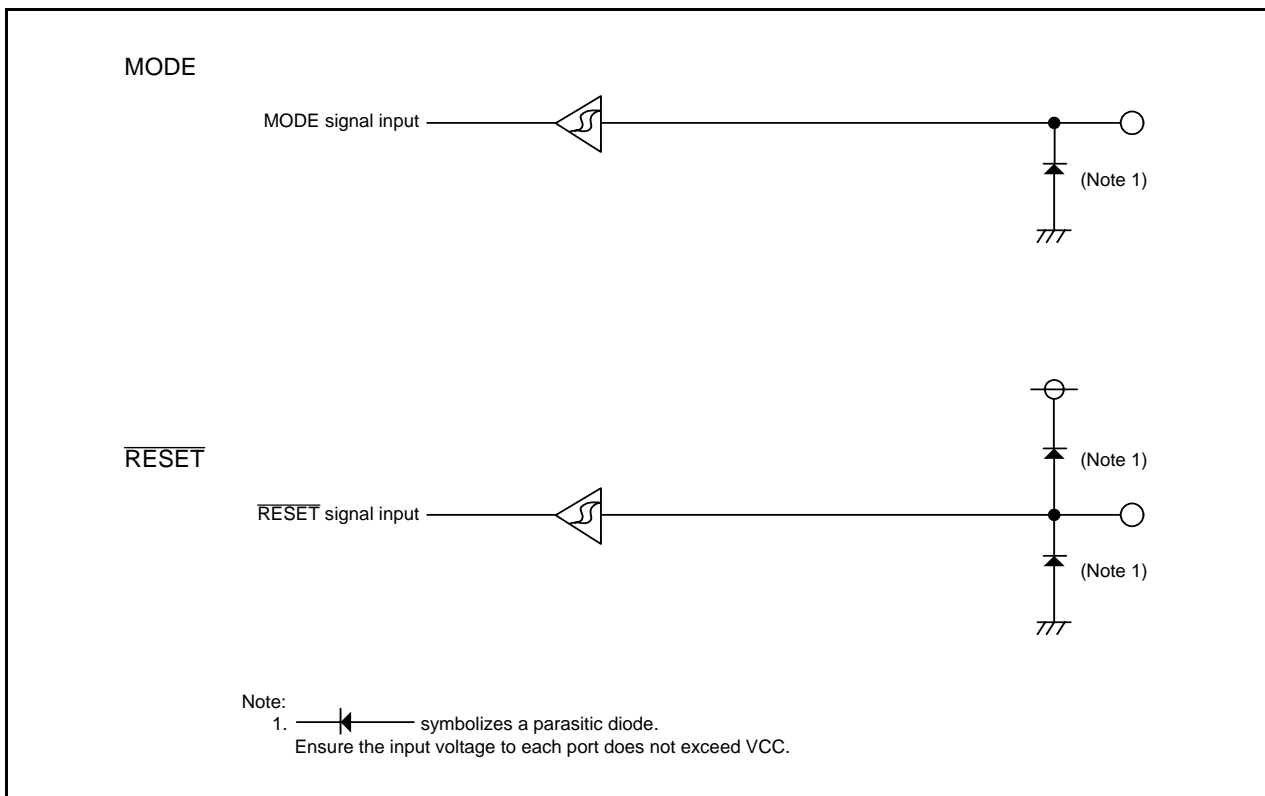 MODE
MODE signal input
(Note 1)
(Note 1)
RESET
RESET signal input
(Note 1)
Note:
1. symbolizes a parasitic diode.
Ensure the input voltage to each port does not exceed VCC.